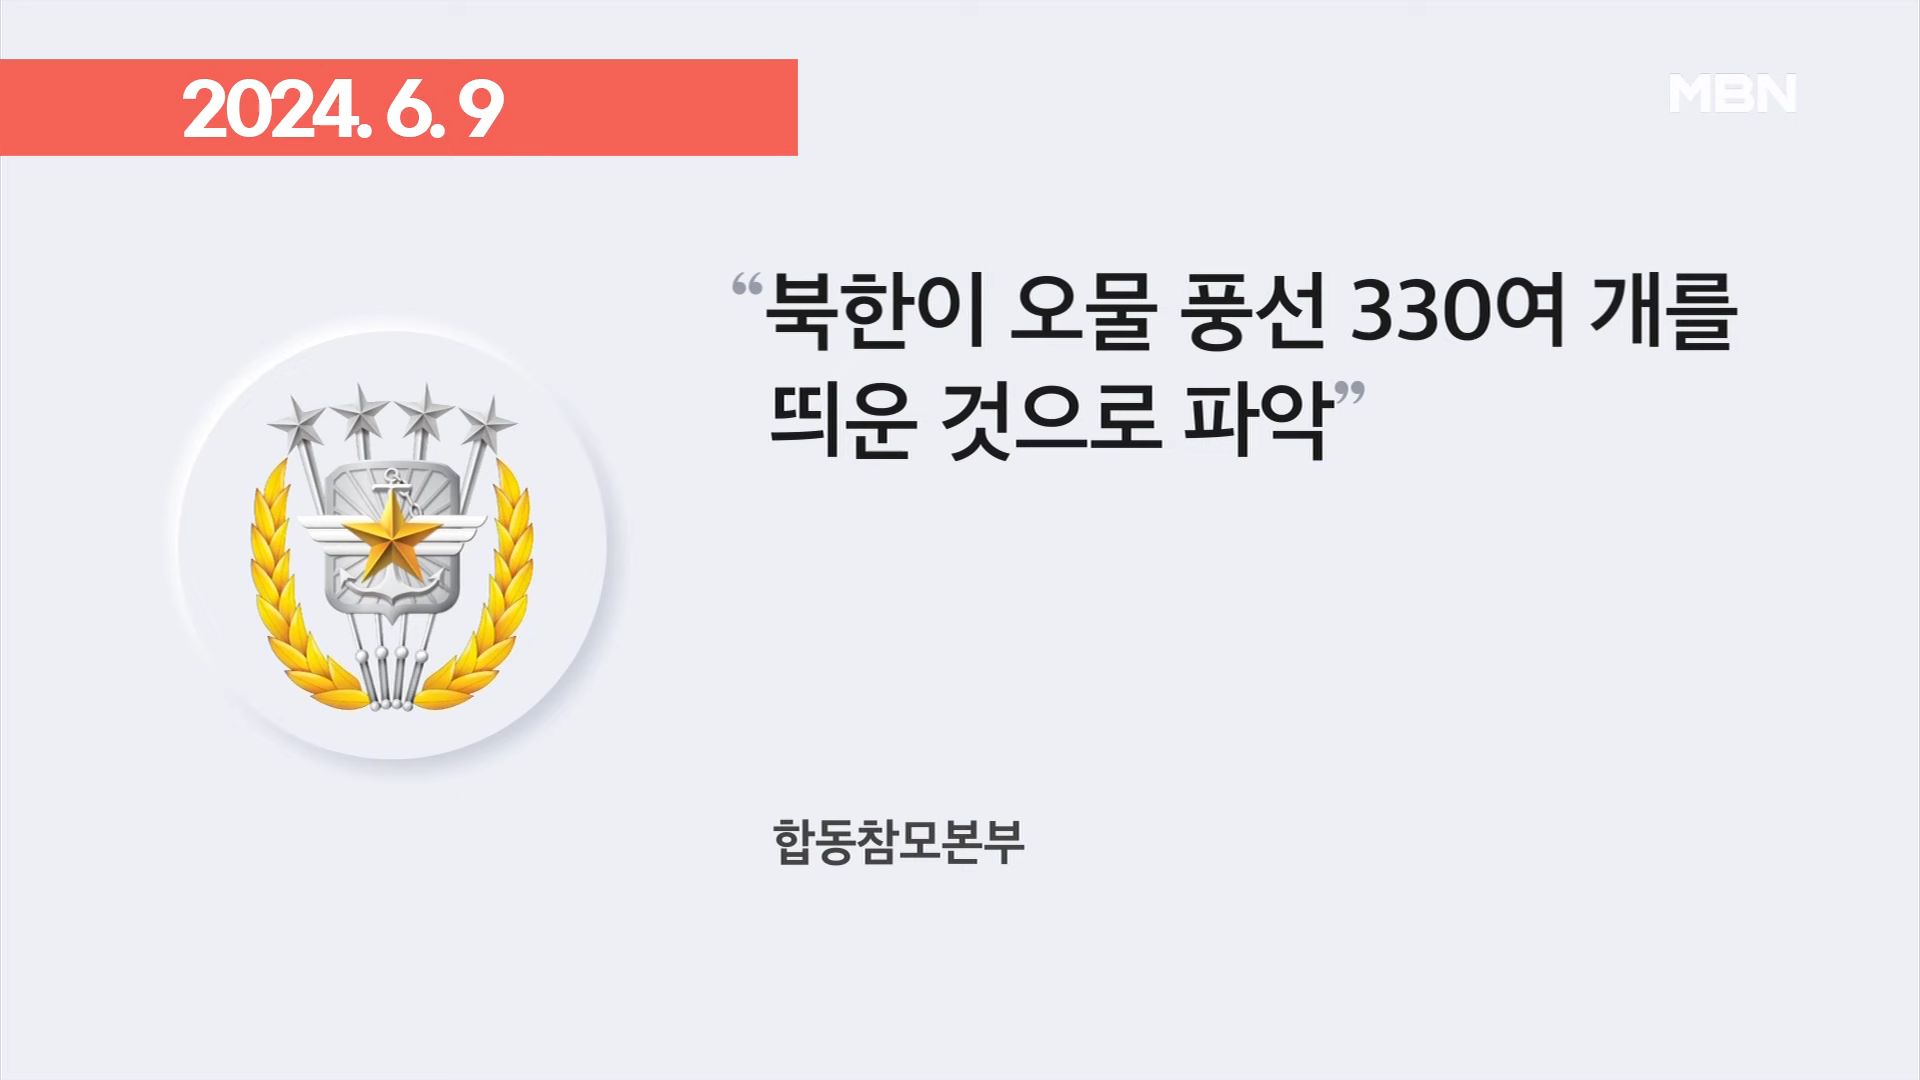 2024. 6. 9
MBN
“북한이 오물 풍선 330여 개를
띄운 것으로 파악”
합동참모본부